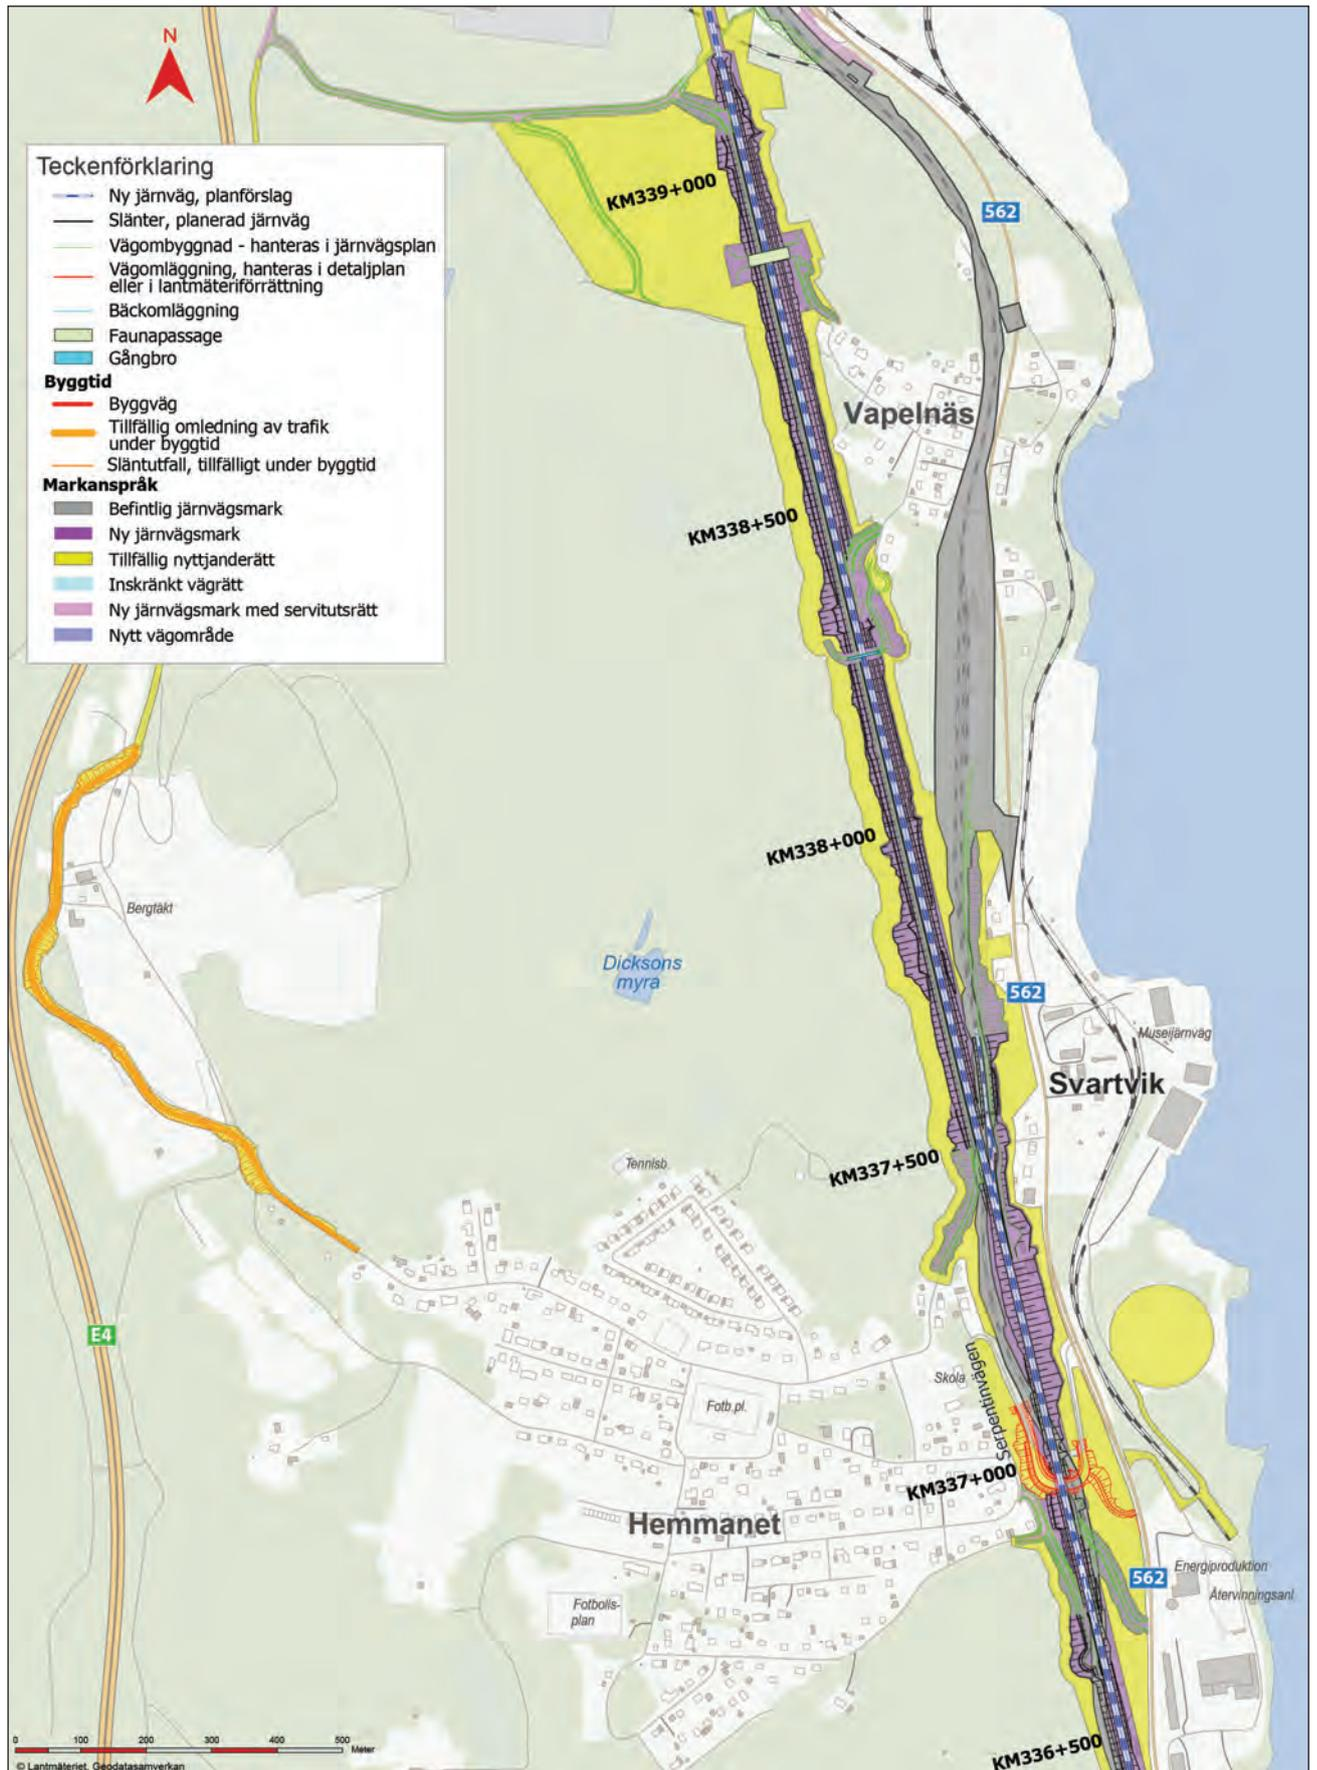 N
Teckenförklaring
Ny järnväg, planförslag
Slänter, planerad järnväg
Vägombyggnad - hanteras i järnvägsplan
Vägomläggning, hanteras i detaljplan
eller i lantmäteriförrättning
Bäckomläggning
Faunapassage
Gångbro
Byggtid
Byggväg
Tillfällig omledning av trafik
under byggtid
Släntutfall, tillfälligt under byggtid
Markanspråk
Befintlig järnvägsmark
Ny järnvägsmark
Tillfällig nyttjanderätt
Inskränkt vägrätt
Ny järnvägsmark med servitutsrätt
Nytt vägområde
KM339+000
562
Vapelnäs
KM338+500
KM338+000
Bergtäkt
Dicksons
myra
562
Museijärnväg
Svartvik
KM337+500
Tennisb.
E4
Serpentinvägen
Skola
Fotb.pl.
KM337+000
Hemmanet
562
Energiproduktion
Återvinningsanl
Fotbolls-
plan
KM336+500
0 100 200 300 400 500
Meter
© Lantmäteriet, Geodatasamverkan